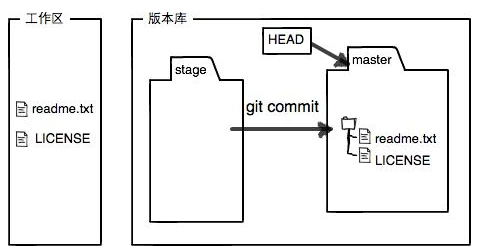 工作区
readme.txt
LICENSE
版本库
HEAD
stage
master
git commit
readme.txt
LICENSE